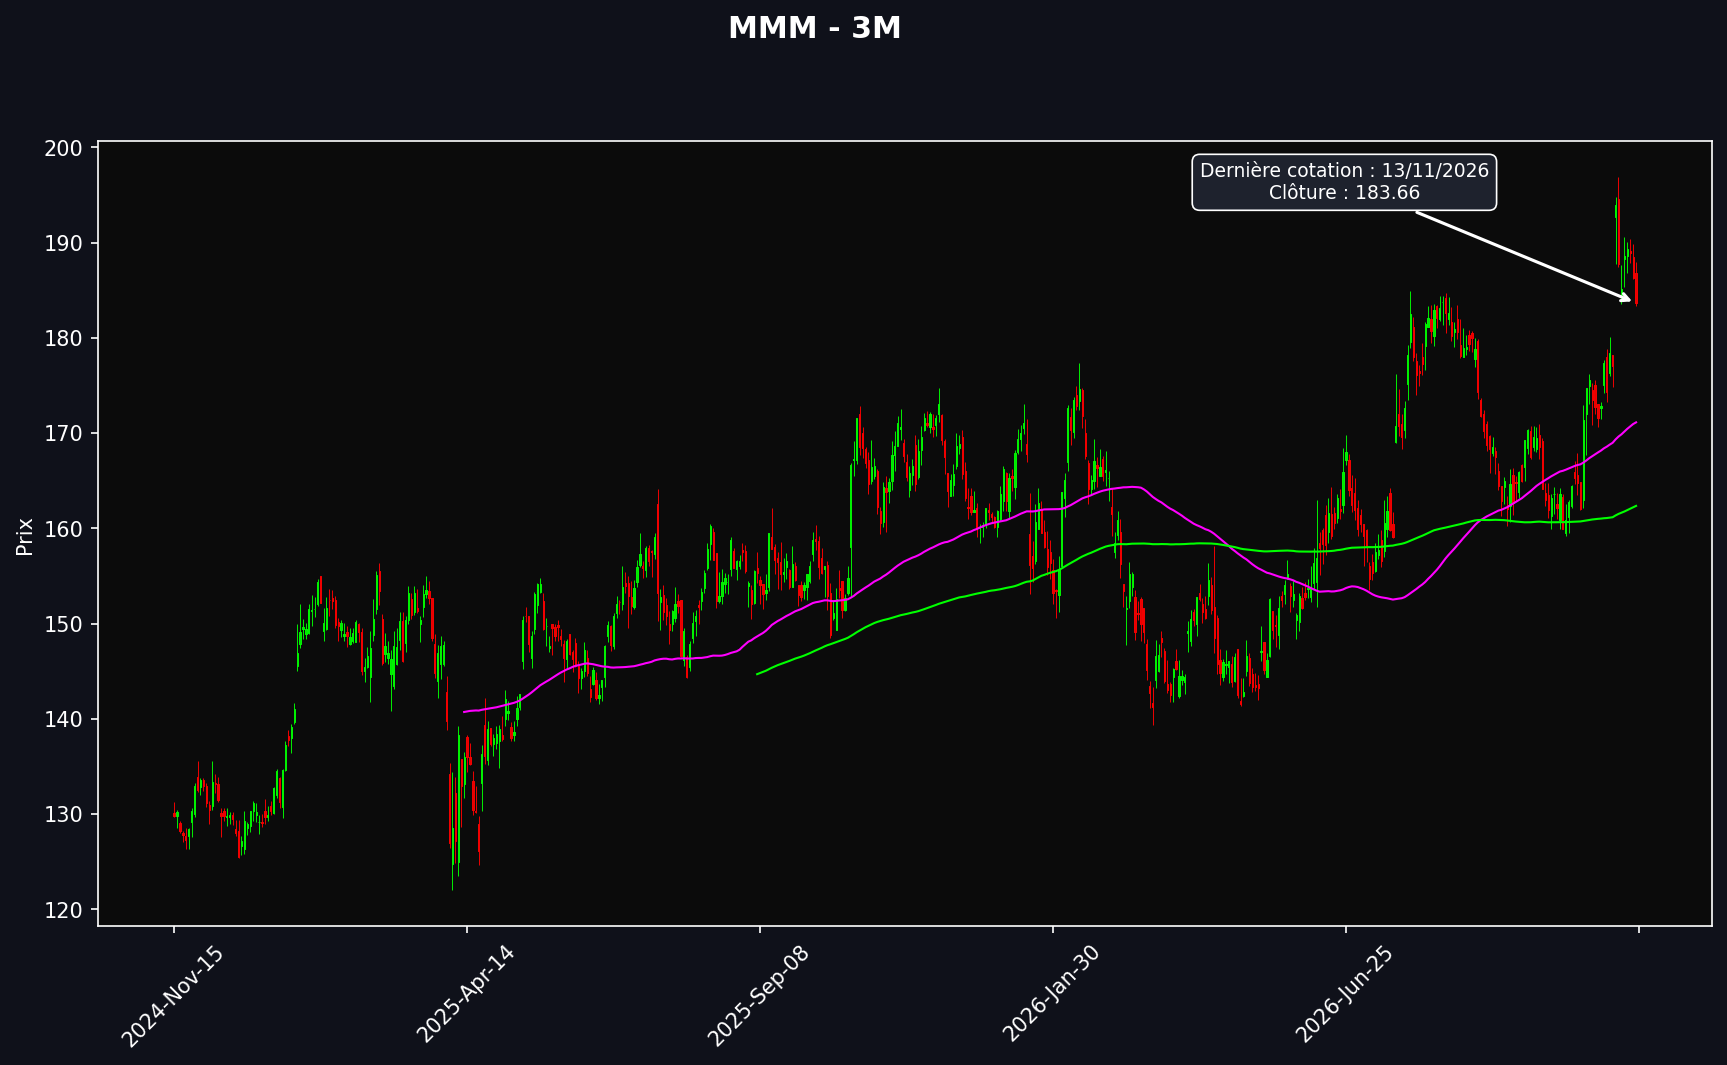 MMM - 3M
Dernière cotation : 13/11/2026
Clôture : 183.66
Prix
200
190
180
170
160
150
140
130
120
2024-Nov-15
2025-Apr-14
2025-Sep-08
2026-Jan-30
2026-Jun-25